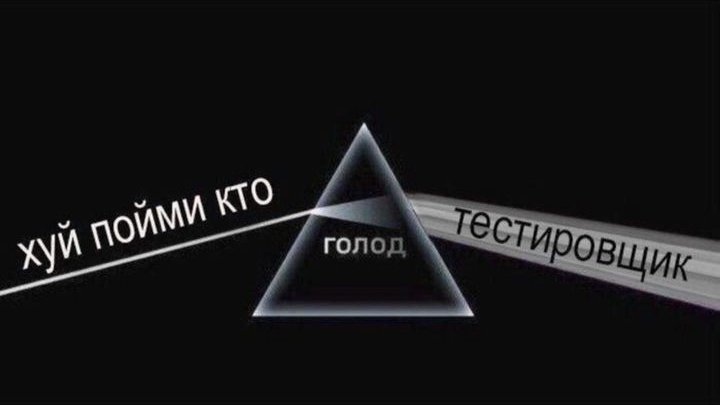 хуй пойми кто
голод
тестировщик